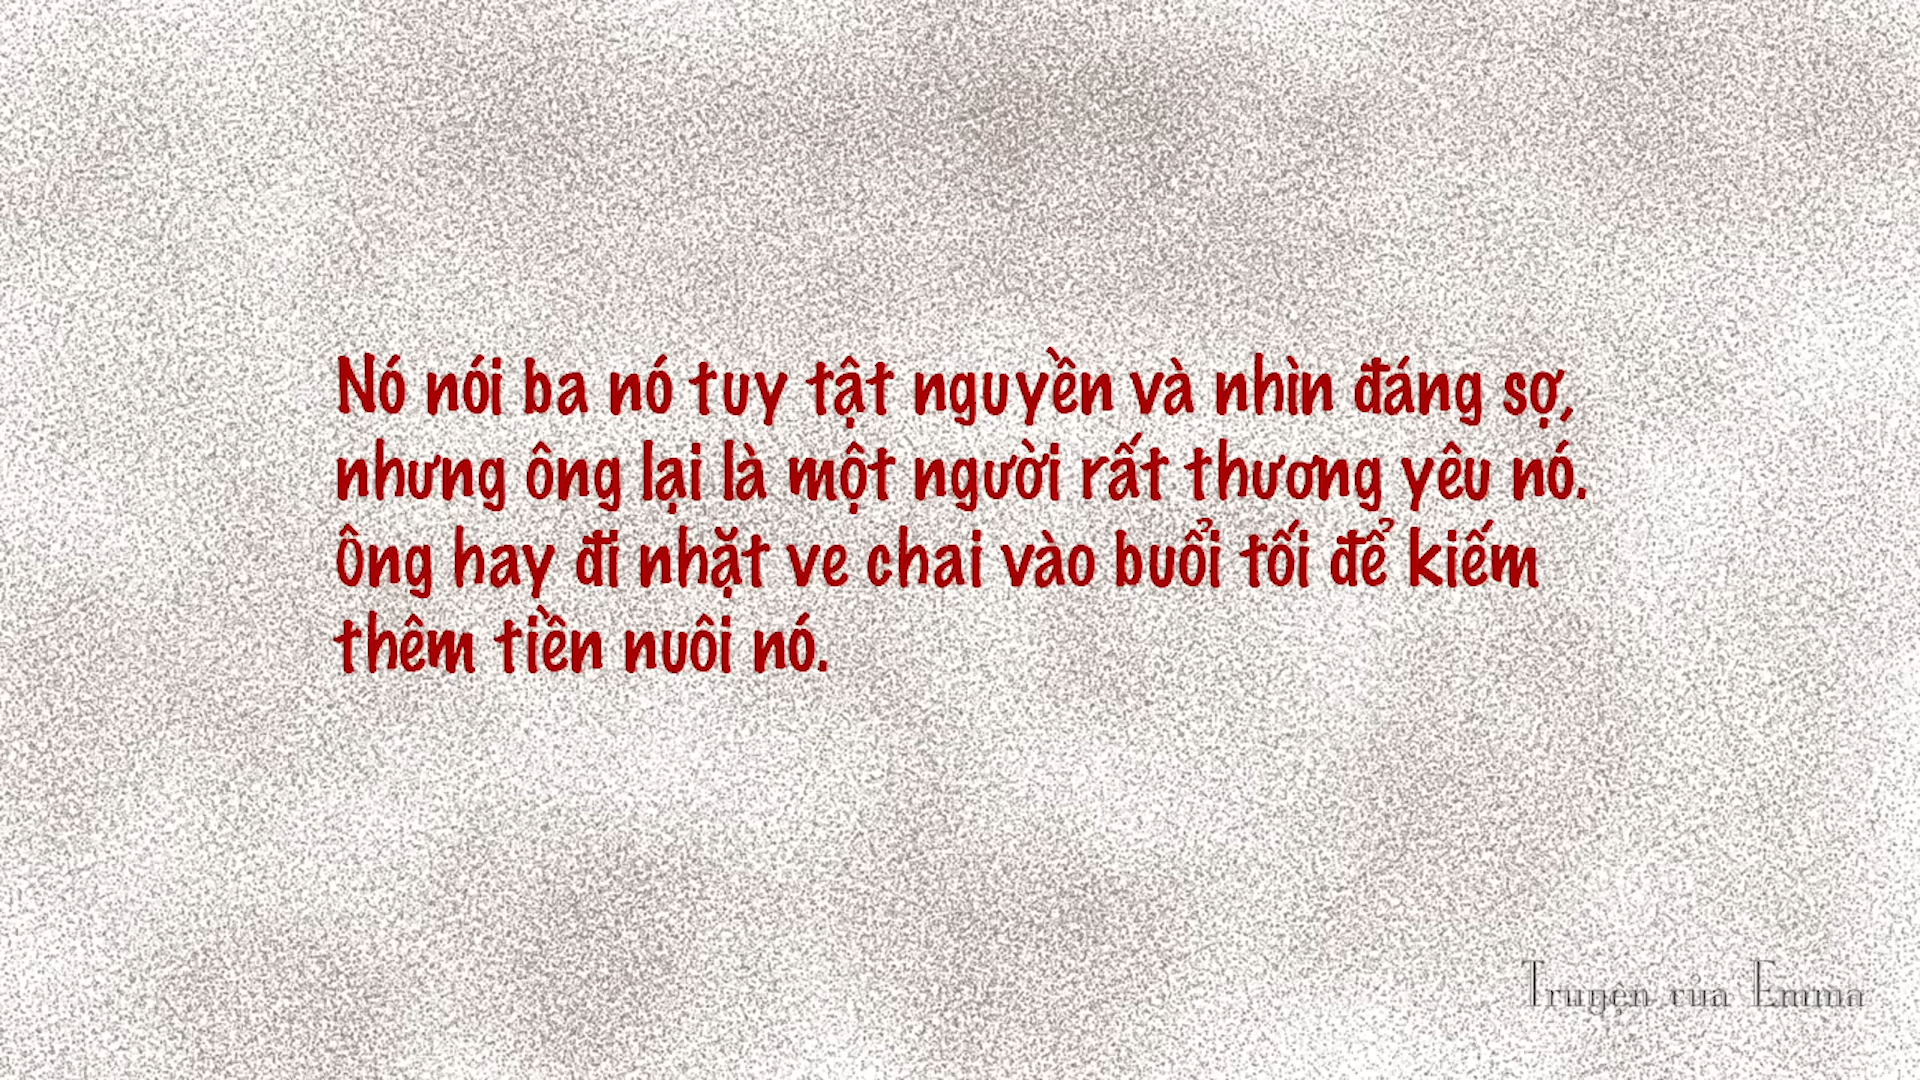 Nó nói ba nó tuy tật nguyền và nhìn đáng sợ,
nhưng ông lại là một người rất thương yêu nó.
Ông hay đi nhặt ve chai vào buổi tối để kiếm
thêm tiền nuôi nó.
Truyện của Emma